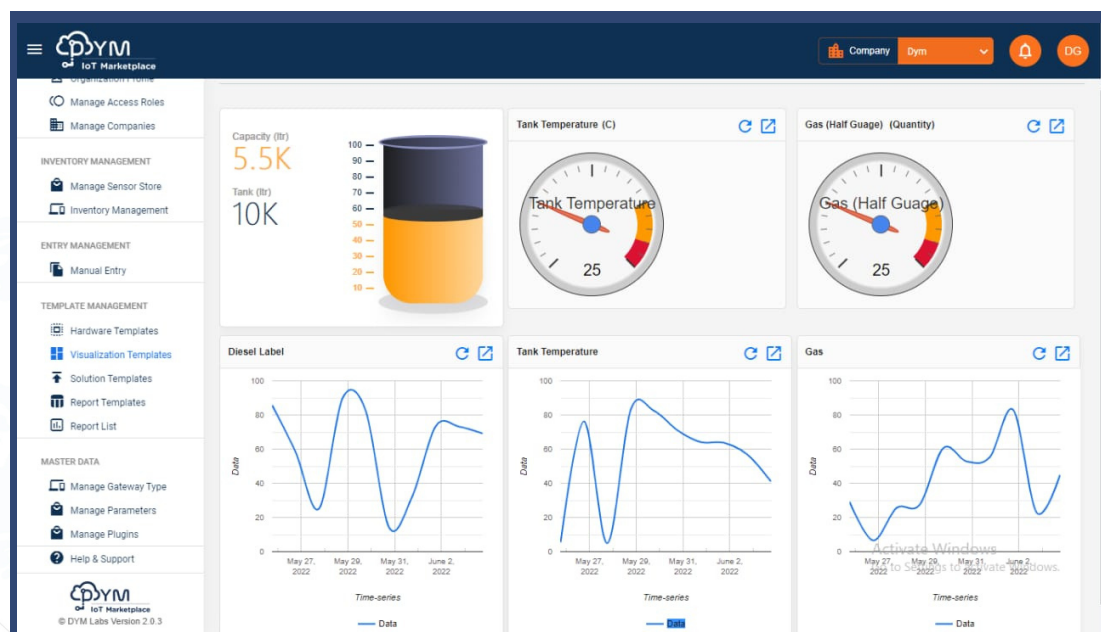 DYM
IoT Marketplace
Company Dym
DG
Organization Profile
Manage Access Roles
Manage Companies
INVENTORY MANAGEMENT
Manage Sensor Store
Inventory Management
ENTRY MANAGEMENT
Manual Entry
TEMPLATE MANAGEMENT
Hardware Templates
Visualization Templates
Solution Templates
Report Templates
Report List
MASTER DATA
Manage Gateway Type
Manage Parameters
Manage Plugins
Help & Support
DYM
IoT Marketplace
© DYM Labs Version 2.0.3
Capacity (ltr)
5.5K
Tank (ltr)
10K
100
90
80
70
60
50
40
30
20
10
Tank Temperature (C)
Tank Temperature
25
Gas (Half Guage) (Quantity)
Gas (Half Guage)
25
Diesel Label
100
80
60
40
20
0
Data
May 27, 2022
May 29, 2022
May 31, 2022
June 2, 2022
Time-series
Data
Tank Temperature
100
80
60
40
20
0
Data
May 27, 2022
May 29, 2022
May 31, 2022
June 2, 2022
Time-series
Data
Gas
100
80
60
40
20
0
Data
May 27, 2022
May 29, 2022
May 31, 2022
June 2, 2022
Time-series
Data
Activate Windows
Go to Settings to activate Windows.